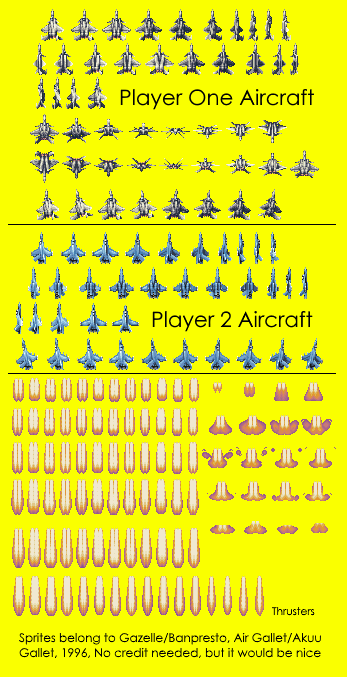 Player One Aircraft
Player 2 Aircraft
Thrusters
Sprites belong to Gazelle/Banpresto, Air Gallet/Akuu
Gallet, 1996, No credit needed, but it would be nice